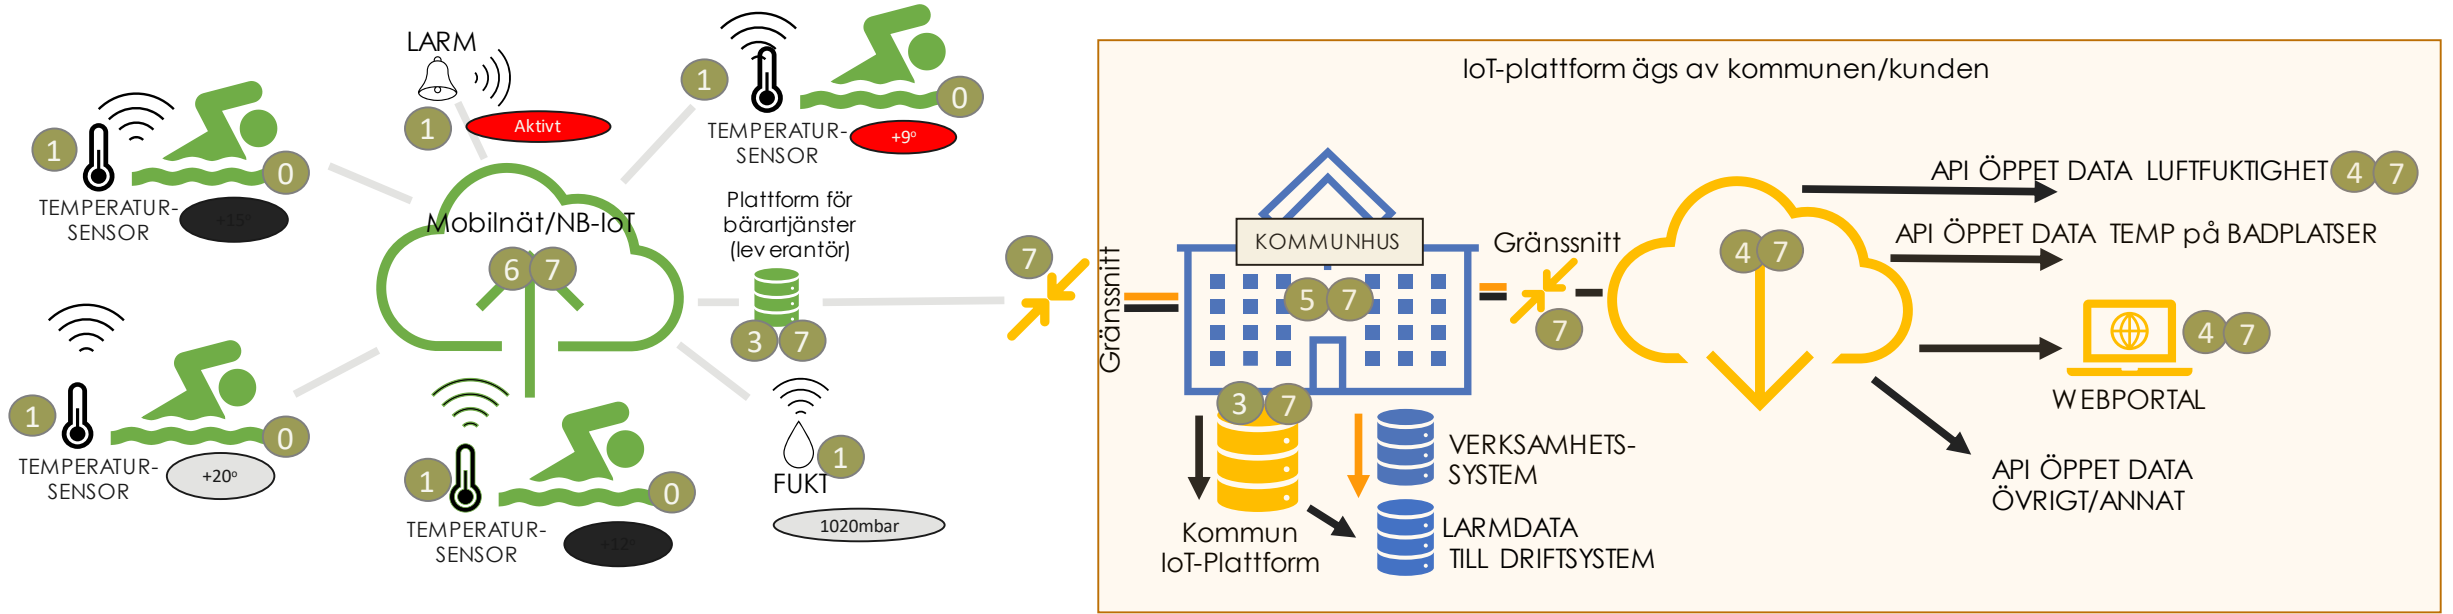 LARM
1
Aktivt
1
0
TEMPERATUR-
SENSOR
+9°
1
0
TEMPERATUR-
SENSOR
+15°
Mobilnät/NB-IoT
6 7
Plattform för
bärartjänster
(leverantör)
3 7
1
0
TEMPERATUR-
SENSOR
+20°
1
0
TEMPERATUR-
SENSOR
+12°
1
FUKT
1020mbar
7
Gränssnitt
IoT-plattform ägs av kommunen/kunden
KOMMUNHUS
5 7
3 7
Kommun
IoT-Plattform
VERKSAMHETS-
SYSTEM
LARMDATA
TILL DRIFTSYSTEM
Gränssnitt
7
4 7
API ÖPPET DATA LUFTFUKTIGHET 4 7
API ÖPPET DATA TEMP på BADPLATSER
4 7
WEBPORTAL
API ÖPPET DATA
ÖVRIGT/ANNAT